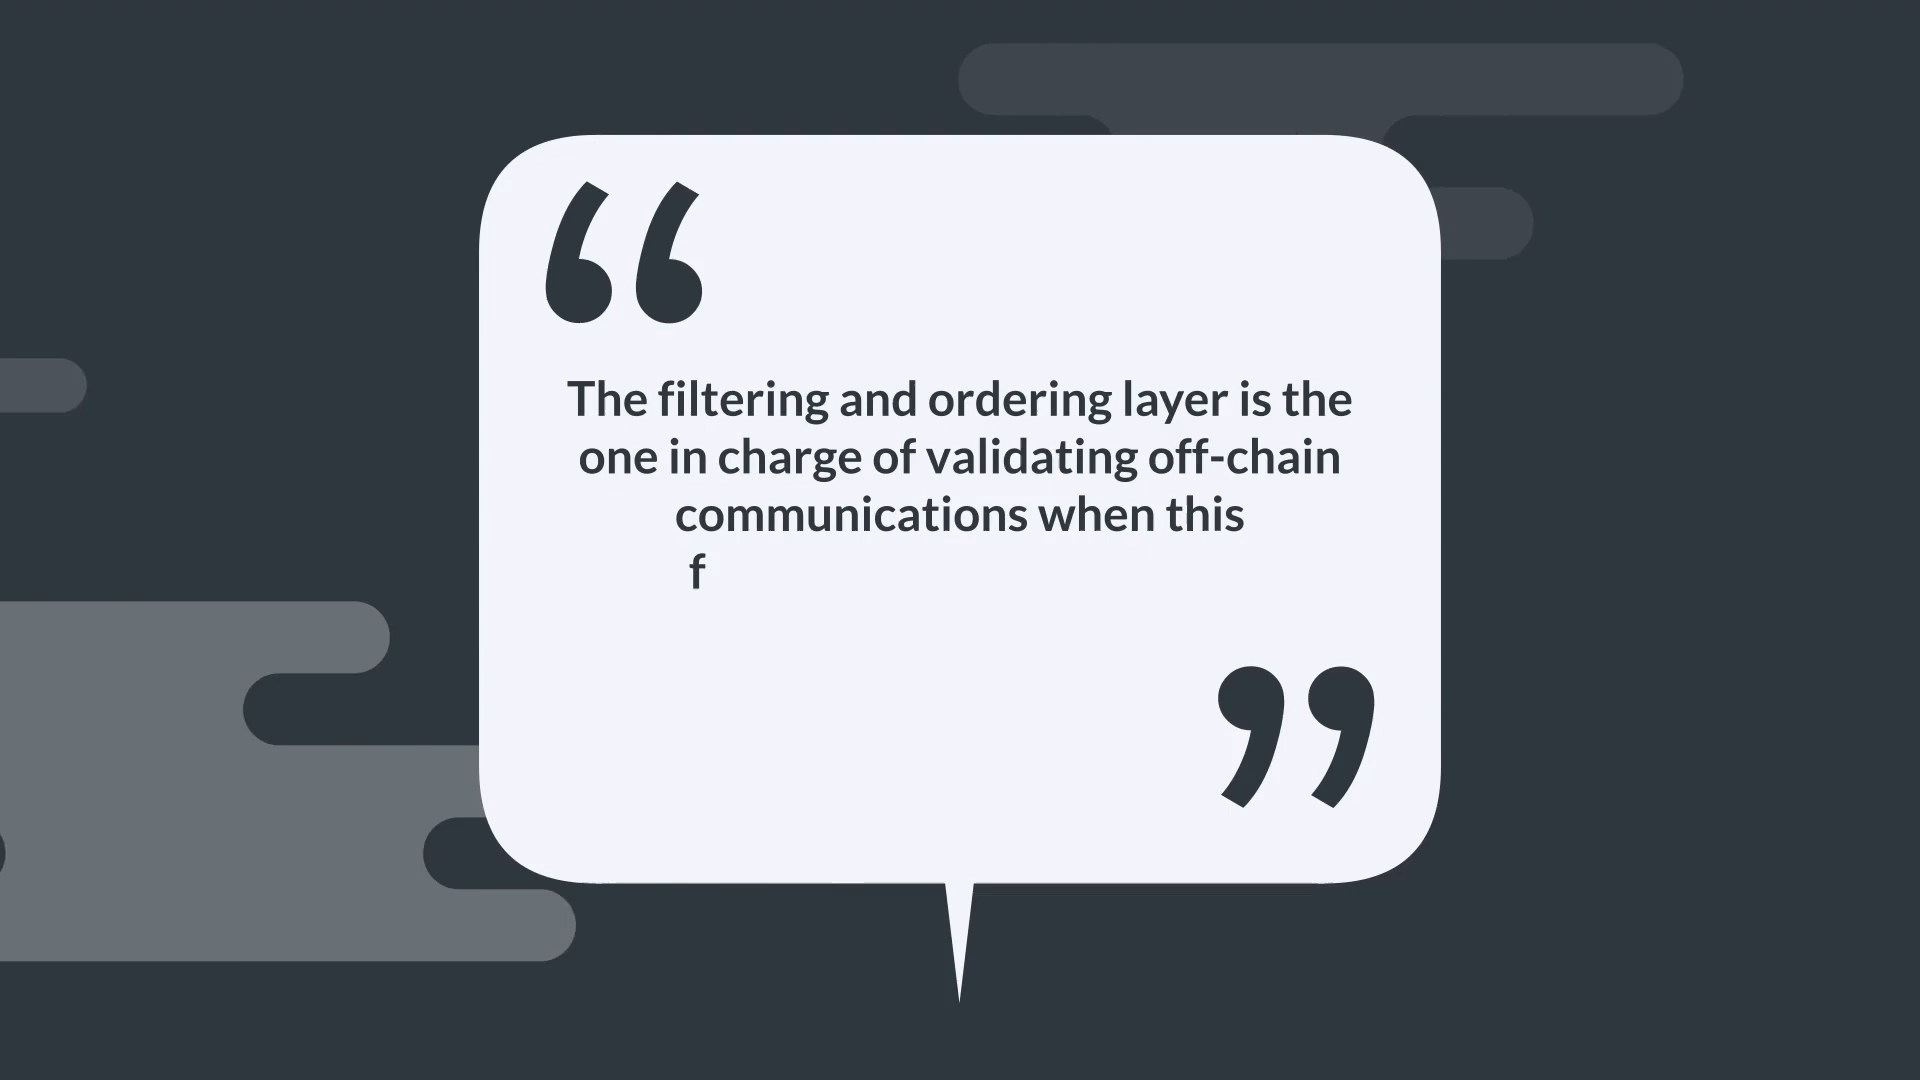 “
The filtering and ordering layer is the
one in charge of validating off-chain
communications when this
f
”